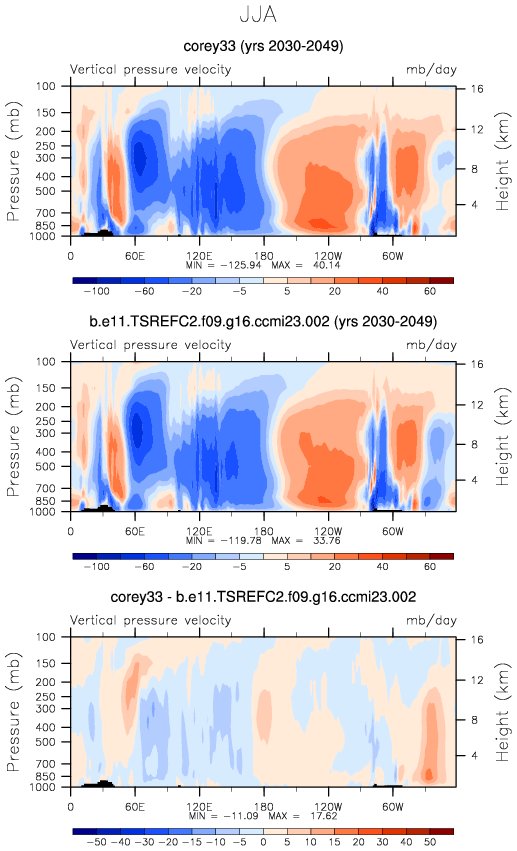 JJA
corey33 (yrs 2030-2049)
Vertical pressure velocity mb/day
100 150 200 250 300 400 500 700 850 1000
Pressure (mb)
16 12 8 4
Height (km)
0 60E 120E 180 120W 60W
MIN = -125.94 MAX = 40.14
-100 -60 -20 -5 5 20 40 60
b.e11.TSREFC2.f09.g16.ccmi23.002 (yrs 2030-2049)
Vertical pressure velocity mb/day
100 150 200 250 300 400 500 700 850 1000
Pressure (mb)
16 12 8 4
Height (km)
0 60E 120E 180 120W 60W
MIN = -119.78 MAX = 33.76
-100 -60 -20 -5 5 20 40 60
corey33 - b.e11.TSREFC2.f09.g16.ccmi23.002
Vertical pressure velocity mb/day
100 150 200 250 300 400 500 700 850 1000
Pressure (mb)
16 12 8 4
Height (km)
0 60E 120E 180 120W 60W
MIN = -11.09 MAX = 17.62
-50 -40 -30 -20 -15 -10 -5 0 5 10 15 20 30 40 50